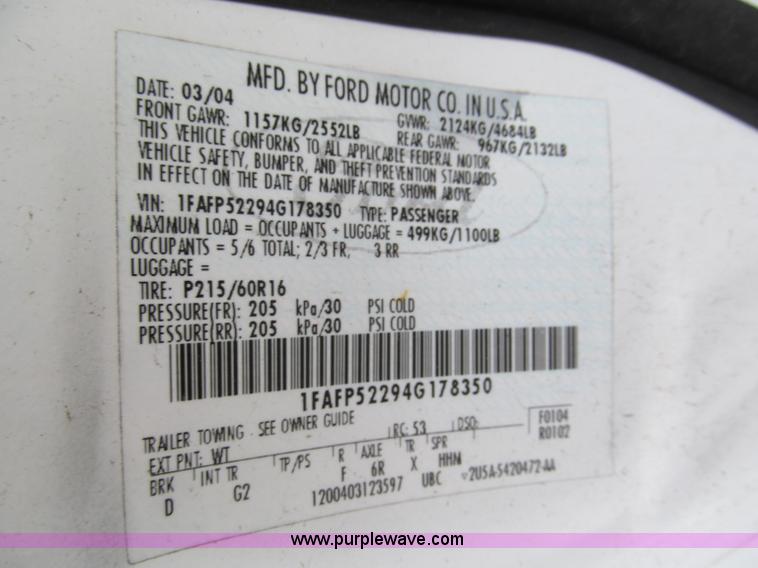 MFD. BY FORD MOTOR CO. IN U.S.A.
DATE: 03/04 GVWR: 2124KG/4684LB
FRONT GAWR: 1157KG/2552LB REAR GAWR: 967KG/2132LB
THIS VEHICLE CONFORMS TO ALL APPLICABLE FEDERAL MOTOR
VEHICLE SAFETY, BUMPER, AND THEFT PREVENTION STANDARDS
IN EFFECT ON THE DATE OF MANUFACTURE SHOWN ABOVE.
VIN: 1FAFP52294G178350 TYPE: PASSENGER
MAXIMUM LOAD = OCCUPANTS + LUGGAGE = 499KG/1100LB
OCCUPANTS = 5/6 TOTAL; 2/3 FR, 3 RR
LUGGAGE =
TIRE: P215/60R16
PRESSURE(FR): 205 kPa/30 PSI COLD
PRESSURE(RR): 205 kPa/30 PSI COLD
1FAFP52294G178350
TRAILER TOWING - SEE OWNER GUIDE
EXT PNT: WT RC: 53 DSO: F0104
R0102
BRK INT TR TP/PS R AXLE TR SPR
D G2 F 6R X HHM
1200403123597 UBC 2U5A-5420472-AA
www.purplewave.com